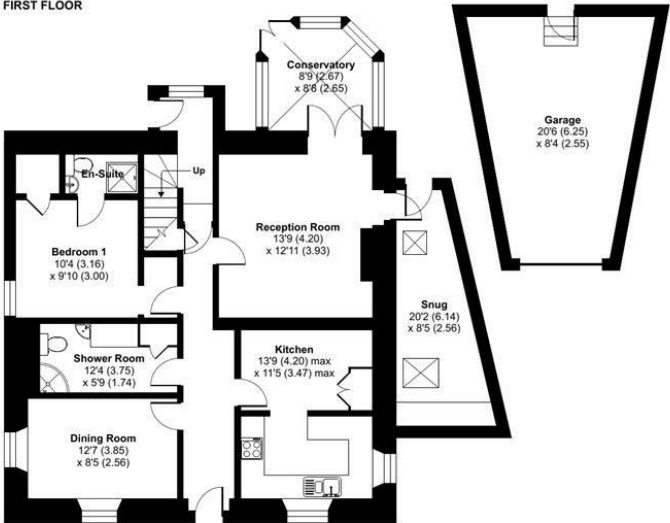 FIRST FLOOR
Conservatory
8'9 (2.67)
x 8'8 (2.65)
Garage
20'6 (6.25)
x 8'4 (2.55)
En-Suite
Up
Bedroom 1
10'4 (3.16)
x 9'10 (3.00)
Reception Room
13'9 (4.20)
x 12'11 (3.93)
Snug
20'2 (6.14)
x 8'5 (2.56)
Shower Room
12'4 (3.75)
x 5'9 (1.74)
Kitchen
13'9 (4.20) max
x 11'5 (3.47) max
Dining Room
12'7 (3.85)
x 8'5 (2.56)